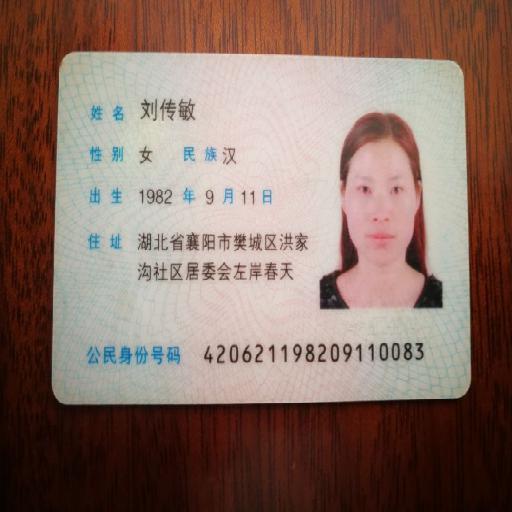 姓名 刘传敏
性别 女 民族 汉
出生 1982 年 9 月 11 日
住址 湖北省襄阳市樊城区洪家
沟社区居委会左岸春天
公民身份号码 420621198209110083